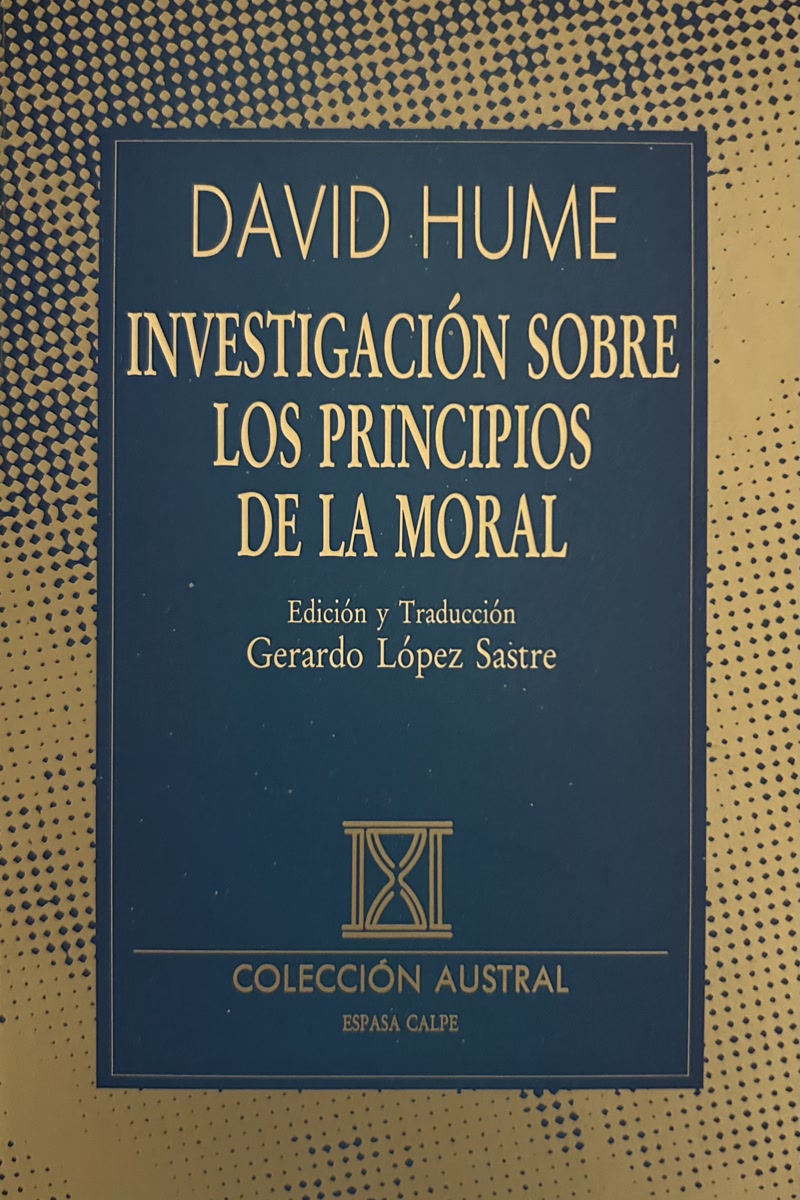 DAVID HUME
INVESTIGACIÓN SOBRE
LOS PRINCIPIOS
DE LA MORAL
Edición y Traducción
Gerardo López Sastre
COLECCIÓN AUSTRAL
ESPASA CALPE